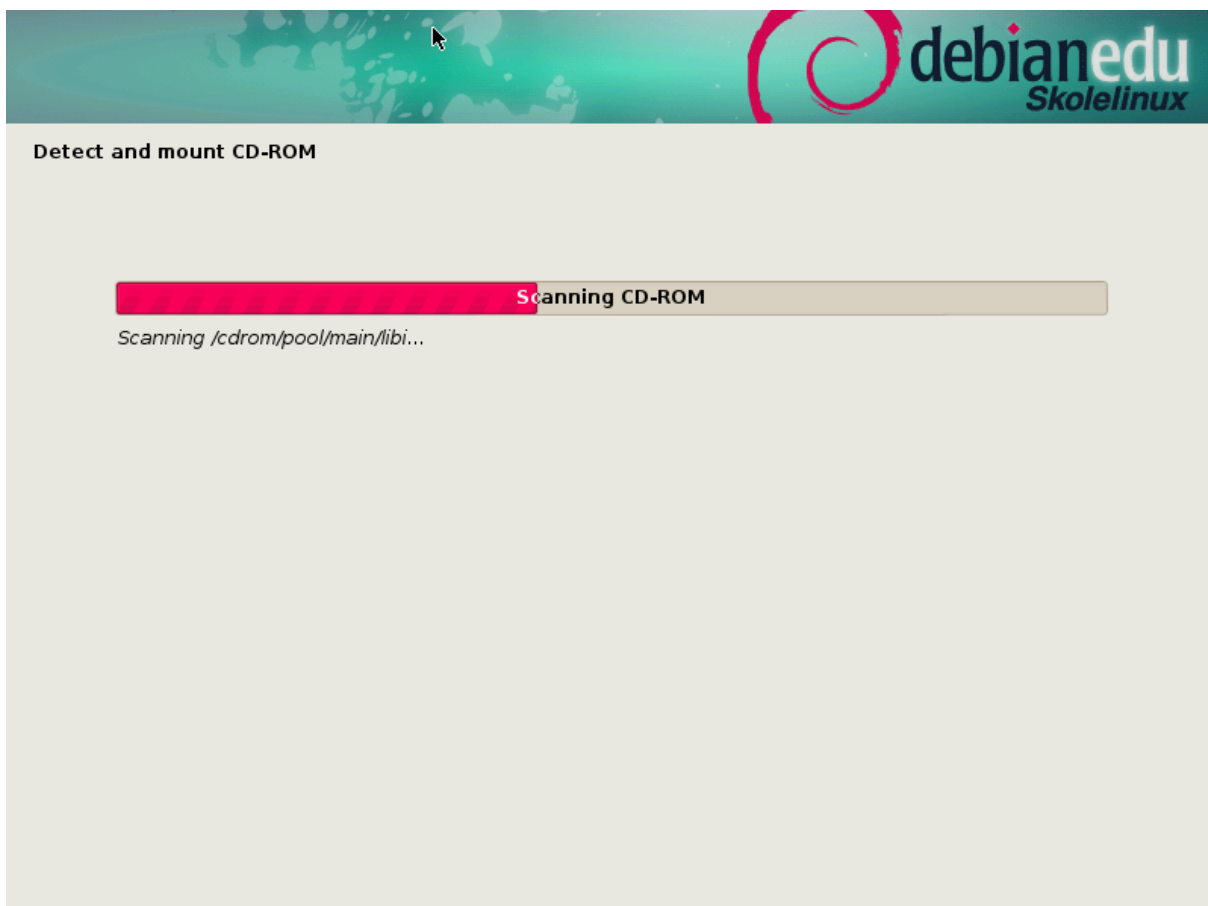 debianedu
Skolelinux
Detect and mount CD-ROM
Scanning CD-ROM
Scanning /cdrom/pool/main/libi...